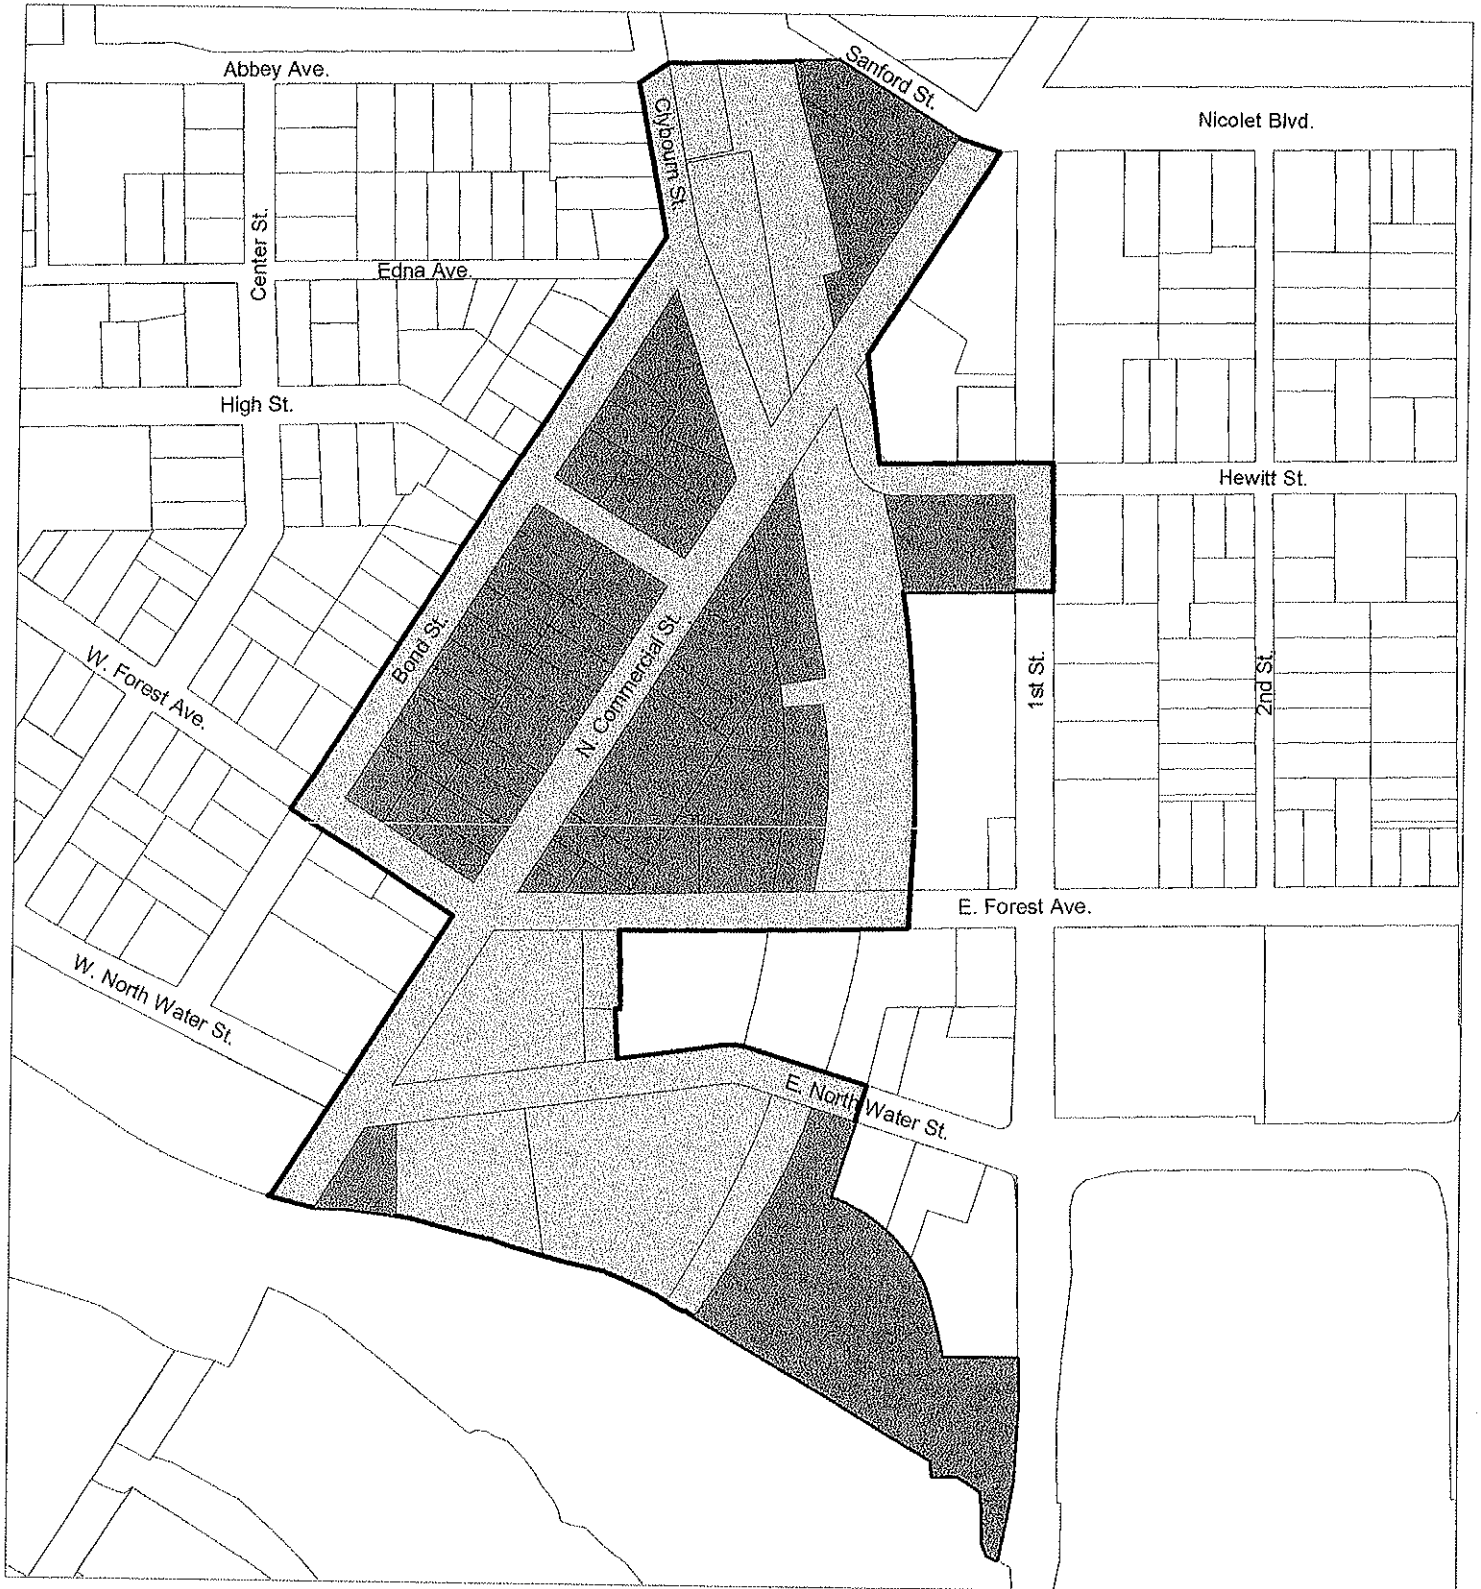 Abbey Ave.
Sanford St.
Clybourn St.
Nicolet Blvd.
Center St.
Edna Ave.
High St.
Hewitt St.
Bond St.
N. Commercial St.
W. Forest Ave.
1st St.
2nd St.
E. Forest Ave.
W. North Water St.
E. North Water St.